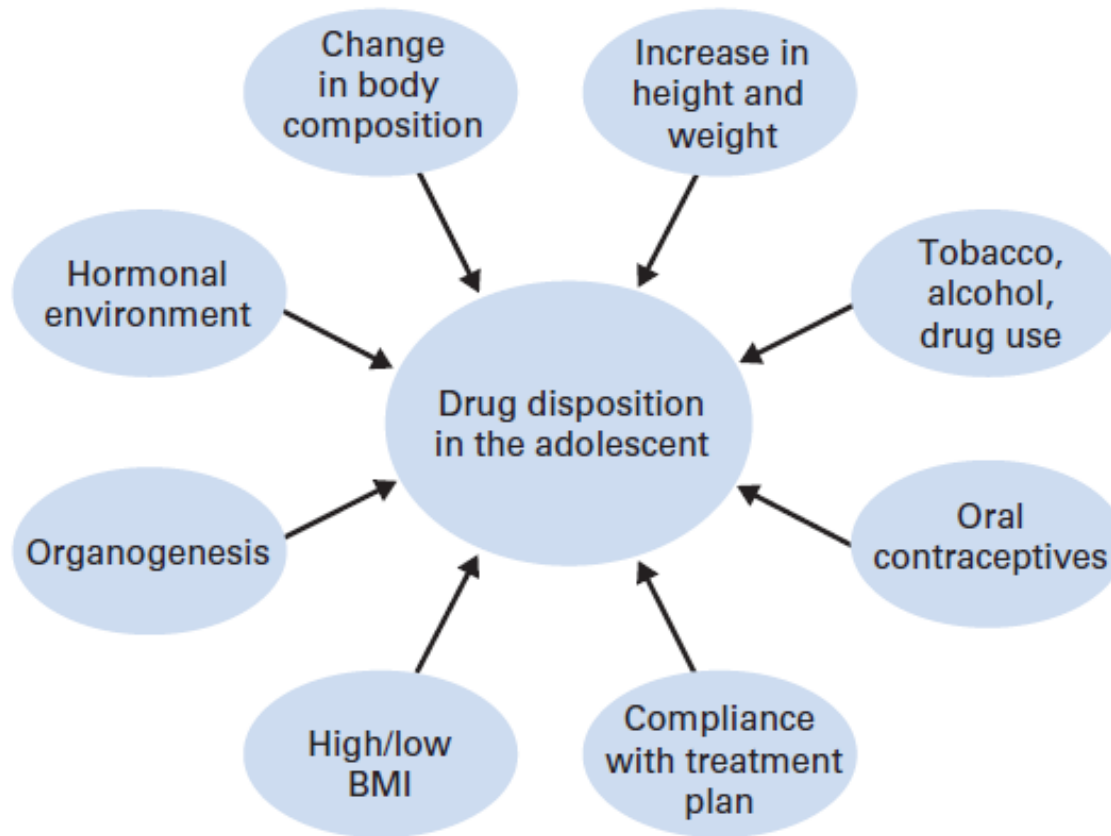 Change
in body
composition
Increase in
height and
weight
Hormonal
environment
Tobacco,
alcohol,
drug use
Drug disposition
in the adolescent
Organogenesis
Oral
contraceptives
High/low
BMI
Compliance
with treatment
plan